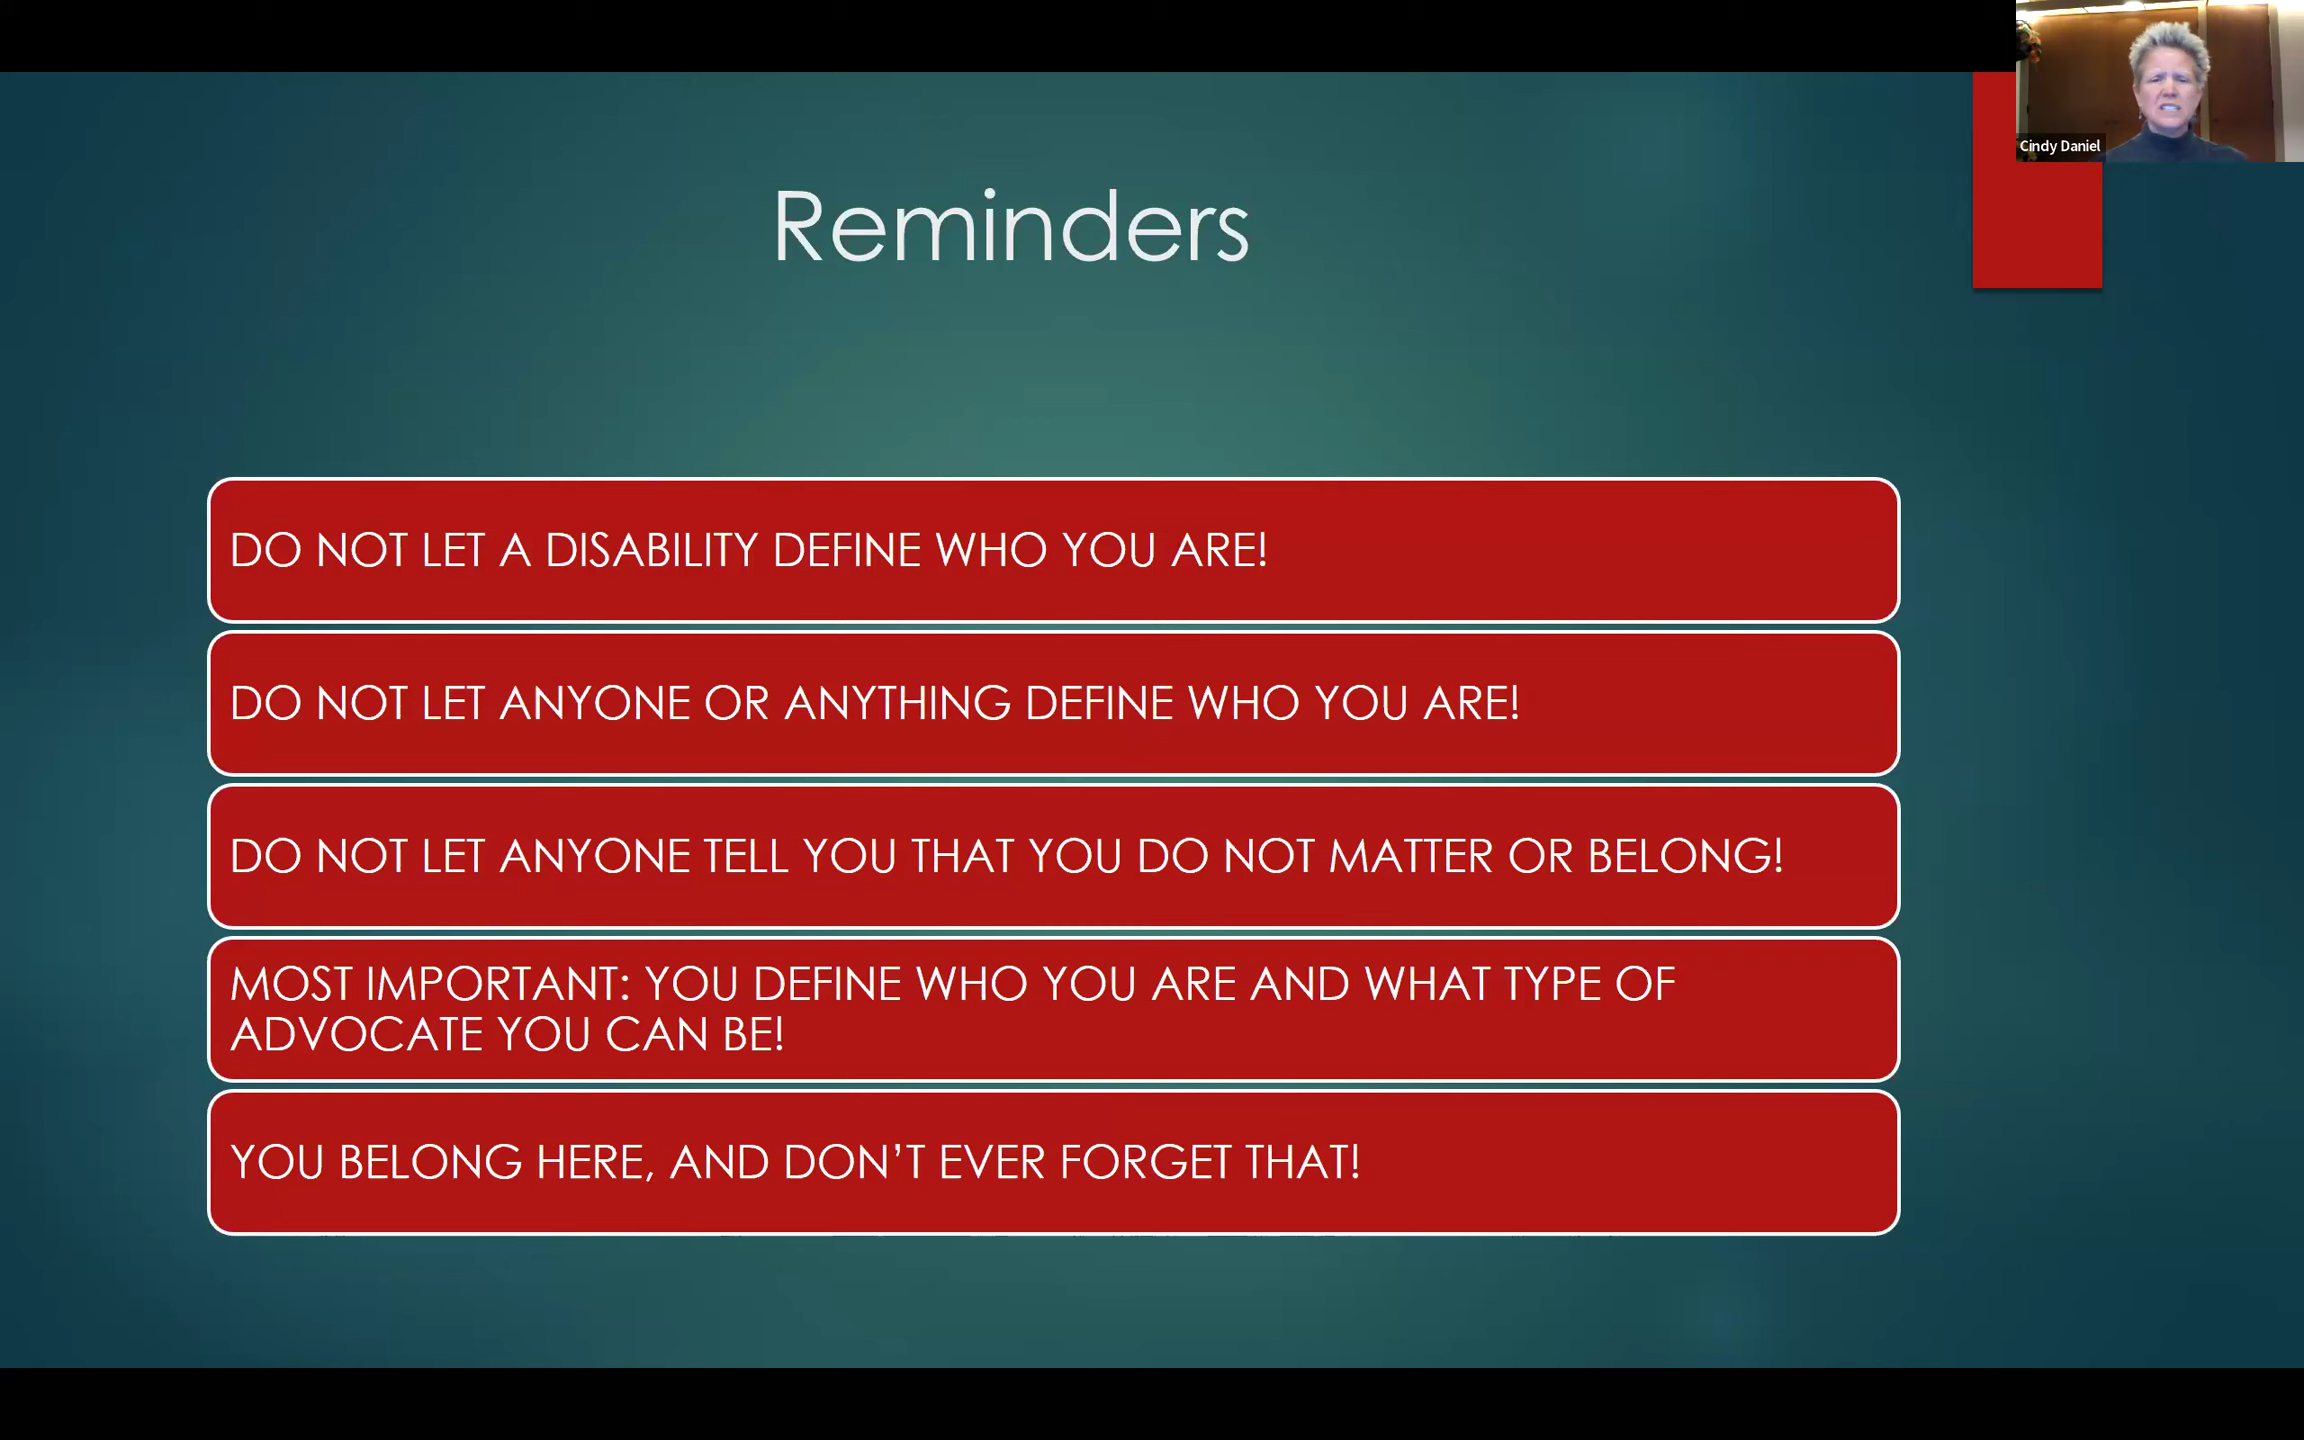 Cindy Daniel
Reminders
DO NOT LET A DISABILITY DEFINE WHO YOU ARE!
DO NOT LET ANYONE OR ANYTHING DEFINE WHO YOU ARE!
DO NOT LET ANYONE TELL YOU THAT YOU DO NOT MATTER OR BELONG!
MOST IMPORTANT: YOU DEFINE WHO YOU ARE AND WHAT TYPE OF
ADVOCATE YOU CAN BE!
YOU BELONG HERE, AND DON’T EVER FORGET THAT!